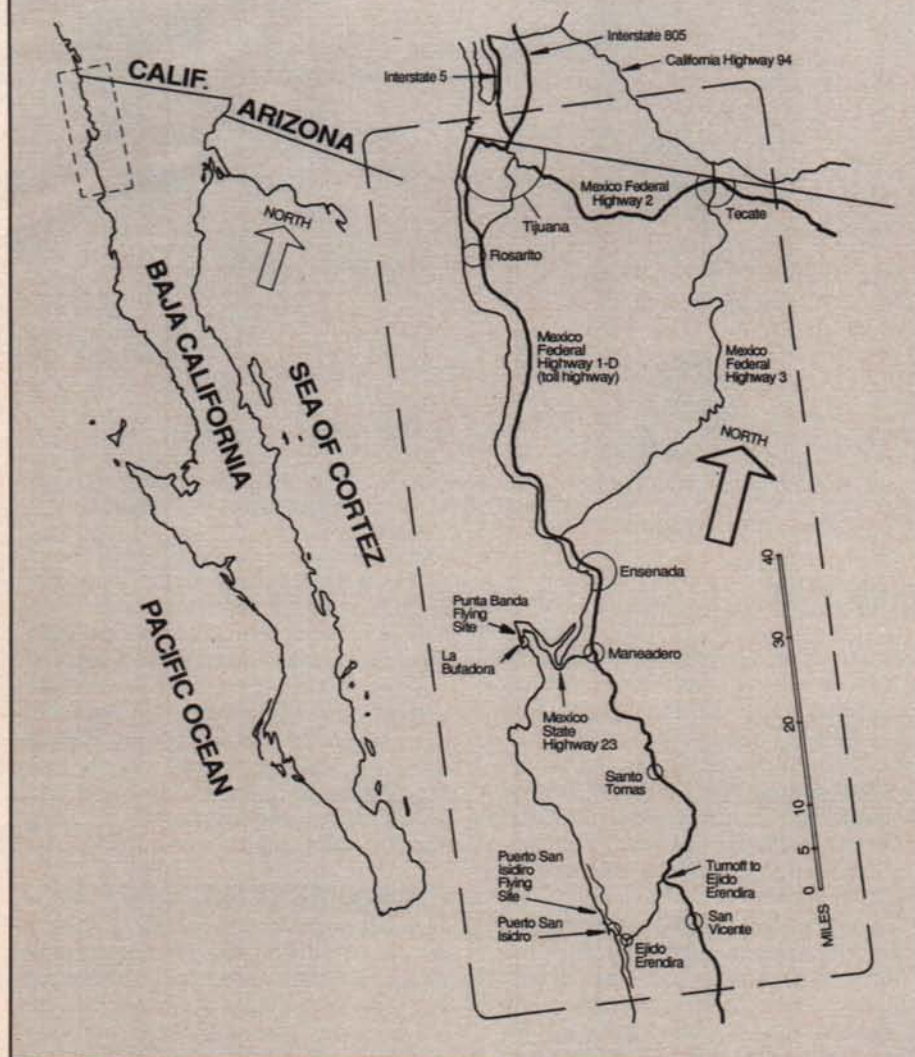 CALIF.
ARIZONA
NORTH
BAJA CALIFORNIA
SEA OF CORTEZ
PACIFIC OCEAN
Interstate 805
California Highway 94
Interstate 5
Mexico Federal
Highway 2
Tecate
Tijuana
Rosarito
Mexico
Federal
Highway 1-D
(toll highway)
Mexico
Federal
Highway 3
NORTH
Ensenada
Punta Banda
Flying
Site
La
Bufadora
Maneadero
Mexico
State
Highway 23
Santo
Tomas
Puerto San
Isidiro
Flying
Site
Puerto San
Isidro
Ejido
Erendira
Turnoff to
Ejido
Erendira
San
Vicente
40
30
20
10
5
0
MILES